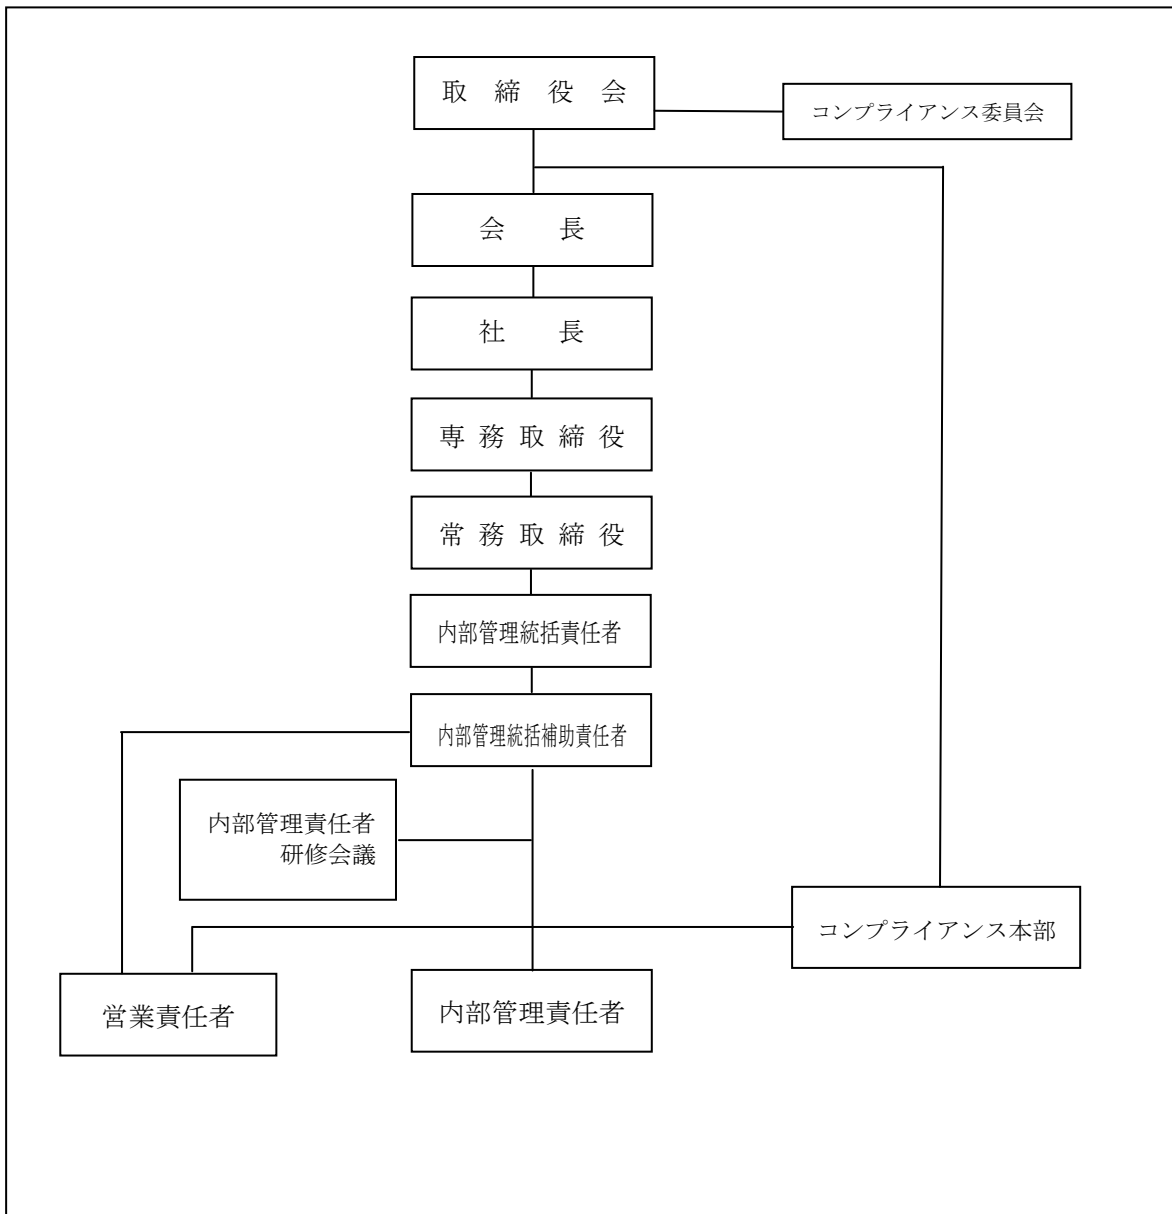 取締役会
コンプライアンス委員会
会長
社長
専務取締役
常務取締役
内部管理統括責任者
内部管理統括補助責任者
内部管理責任者
研修会議
コンプライアンス本部
営業責任者
内部管理責任者